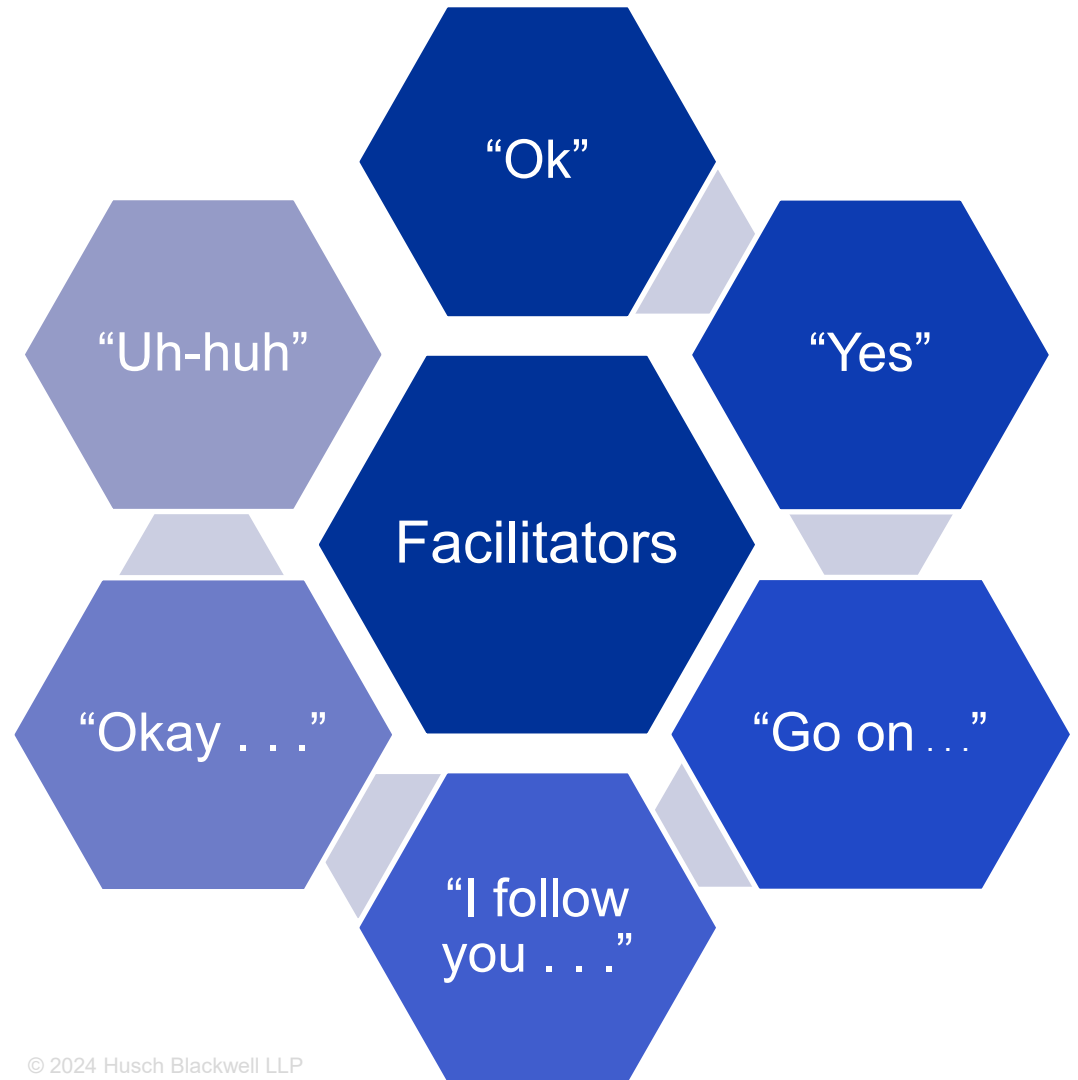 “Ok”
“Uh-huh”
“Yes”
Facilitators
“Okay . . .”
“Go on . . .”
“I follow
you . . .”
© 2024 Husch Blackwell LLP